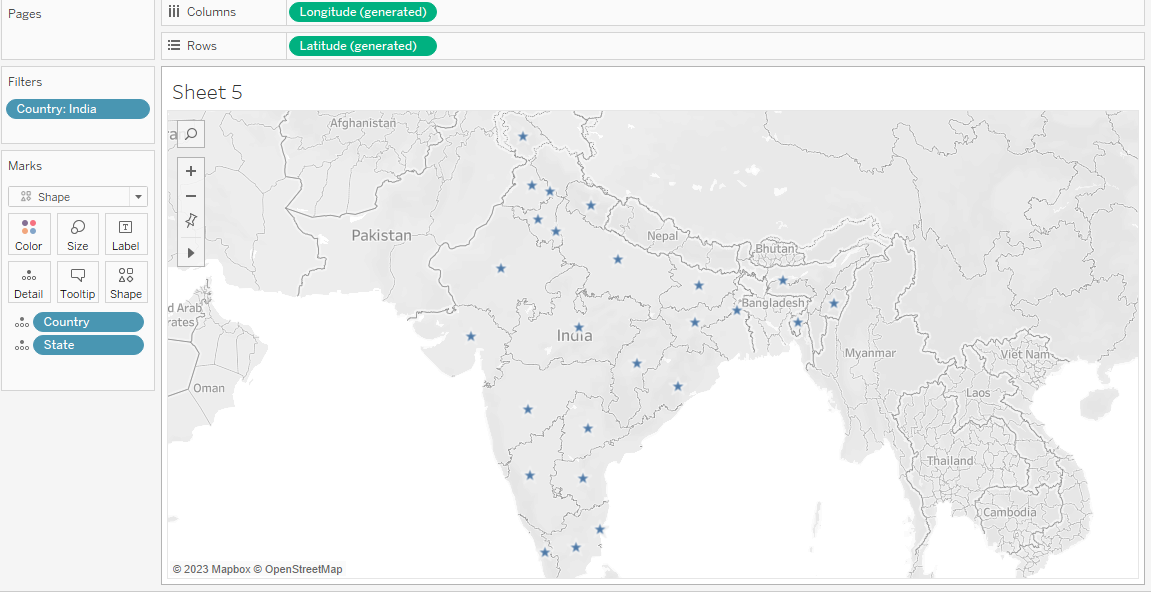 Pages
Columns
Longitude (generated)
Rows
Latitude (generated)
Filters
Country: India
Marks
Shape
Color
Size
Label
Detail
Tooltip
Shape
Country
State
Sheet 5
Afghanistan
Pakistan
Nepal
Bhutan
Bangladesh
India
Myanmar
Viet Nam
Laos
Thailand
Cambodia
d Arab
rates
Oman
© 2023 Mapbox © OpenStreetMap